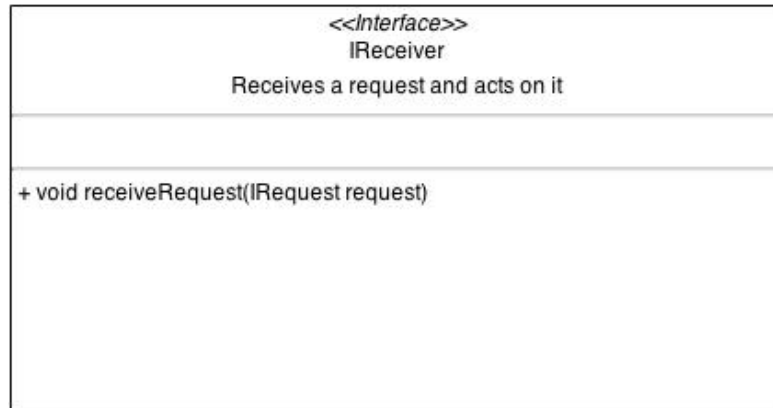 <<Interface>>
IReceiver
Receives a request and acts on it
+ void receiveRequest(IRequest request)